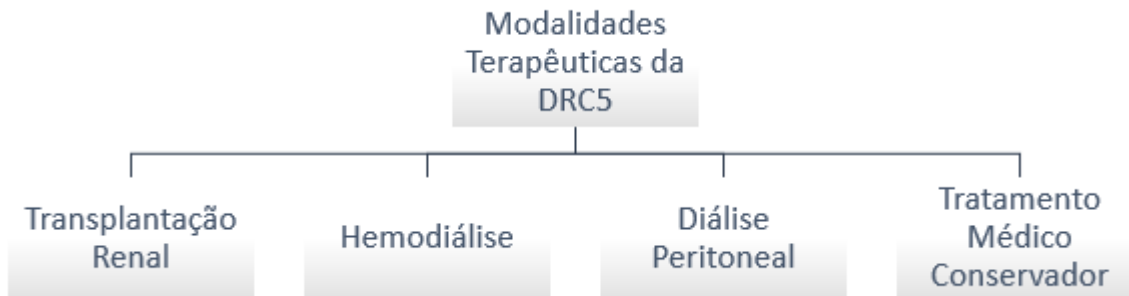 Modalidades
Terapêuticas da
DRC5
Transplantação
Renal
Hemodiálise
Diálise
Peritoneal
Tratamento
Médico
Conservador